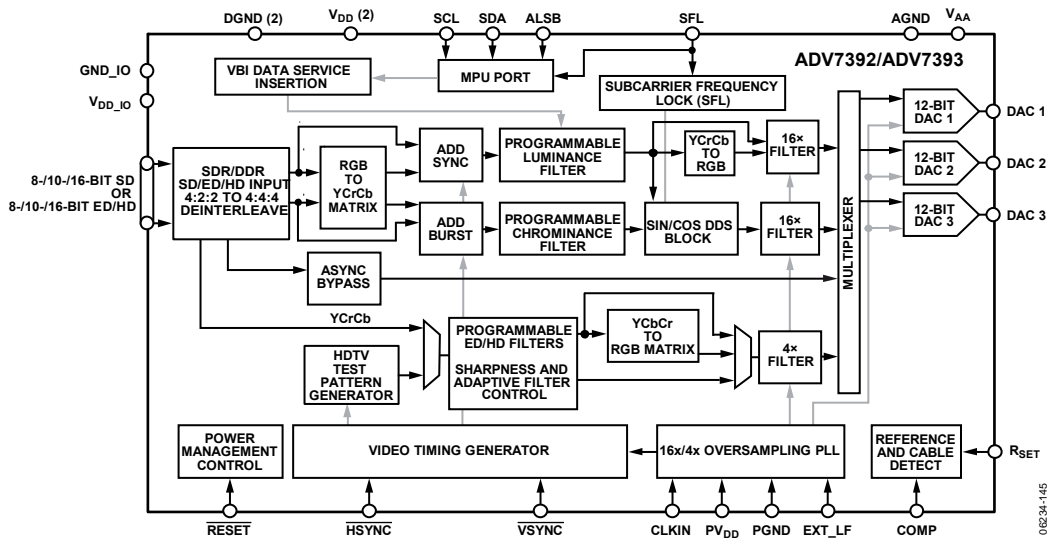 DGND (2)
VDD (2)
SCL
SDA
ALSB
SFL
AGND
VAA
ADV7392/ADV7393
GND_IO
VDD_IO
VBI DATA SERVICE
INSERTION
MPU PORT
SUBCARRIER FREQUENCY
LOCK (SFL)
8-/10-/16-BIT SD
OR
8-/10-/16-BIT ED/HD
SDR/DDR
SD/ED/HD INPUT
4:2:2 TO 4:4:4
DEINTERLEAVE
RGB
TO
YCrCb
MATRIX
ADD
SYNC
PROGRAMMABLE
LUMINANCE
FILTER
YCrCb
TO
RGB
16×
FILTER
ADD
BURST
PROGRAMMABLE
CHROMINANCE
FILTER
SIN/COS DDS
BLOCK
16×
FILTER
MULTIPLEXER
12-BIT
DAC 1
DAC 1
12-BIT
DAC 2
DAC 2
12-BIT
DAC 3
DAC 3
ASYNC
BYPASS
YCrCb
HDTV
TEST
PATTERN
GENERATOR
PROGRAMMABLE
ED/HD FILTERS
SHARPNESS AND
ADAPTIVE FILTER
CONTROL
YCbCr
TO
RGB MATRIX
4×
FILTER
POWER
MANAGEMENT
CONTROL
VIDEO TIMING GENERATOR
16x/4x OVERSAMPLING PLL
REFERENCE
AND CABLE
DETECT
RSET
RESET
HSYNC
VSYNC
CLKIN
PVDD
PGND
EXT_LF
COMP
06234-145